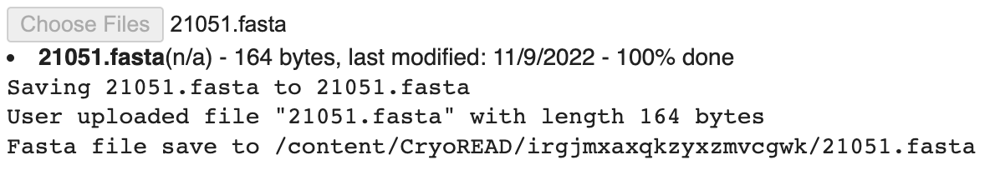 Choose Files 21051.fasta
• 21051.fasta(n/a) - 164 bytes, last modified: 11/9/2022 - 100% done
Saving 21051.fasta to 21051.fasta
User uploaded file "21051.fasta" with length 164 bytes
Fasta file save to /content/CryoREAD/irgjmxaxqkzyxzmvcgwk/21051.fasta